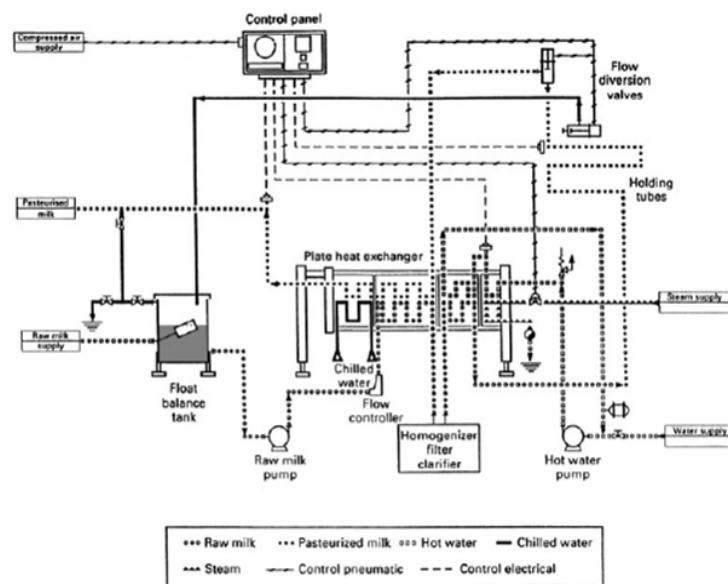 Control panel
Compressed air
supply
Flow
diversion
valves
Holding
tubes
Pasteurised
milk
Plate heat exchanger
Steam supply
Raw milk
supply
Float
balance
tank
Chilled
water
Flow
controller
Raw milk
pump
Homogenizer
filter
clarifier
Hot water
pump
Water supply
Raw milk
Pasteurized milk
Hot water
Chilled water
Steam
Control pneumatic
Control electrical